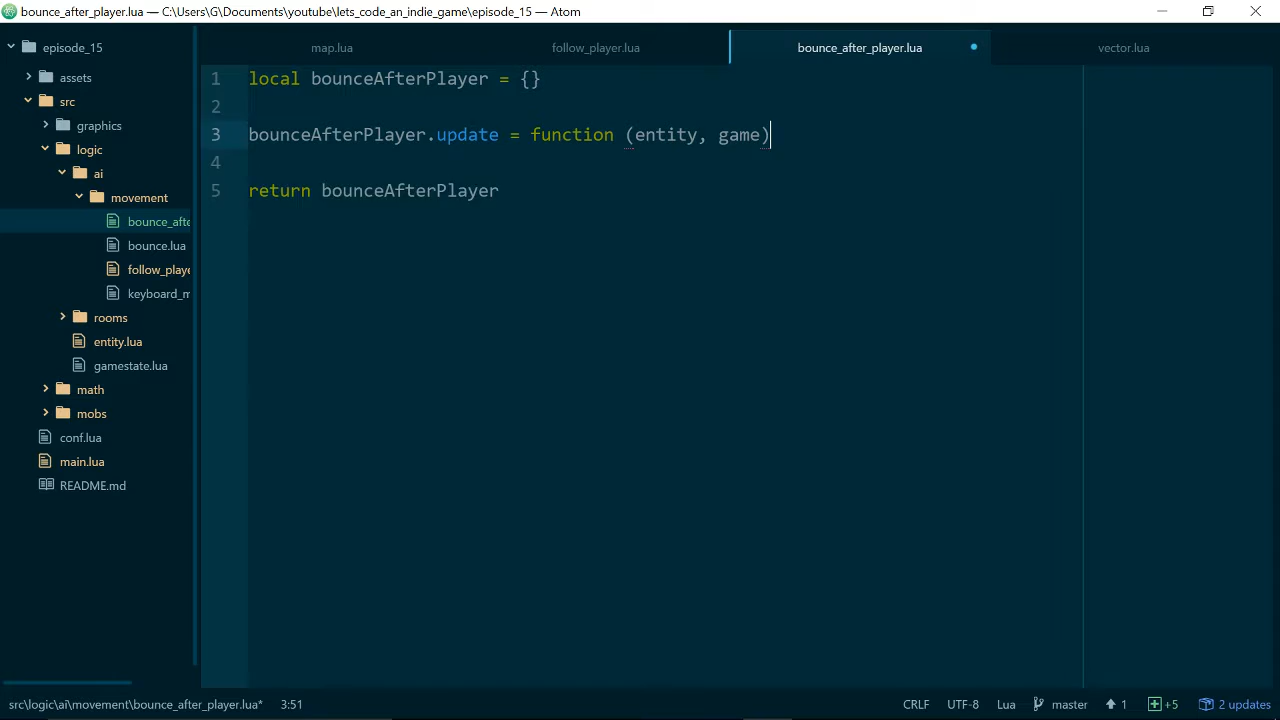 bounce_after_player.lua — C:\Users\G\Documents\youtube\lets_code_an_indie_game\episode_15 — Atom
episode_15
assets
src
graphics
logic
ai
movement
bounce_afte
bounce.lua
follow_playe
keyboard_m
rooms
entity.lua
gamestate.lua
math
mobs
conf.lua
main.lua
README.md
map.lua
follow_player.lua
bounce_after_player.lua
vector.lua
1 local bounceAfterPlayer = {}
2
3 bounceAfterPlayer.update = function (entity, game)
4
5 return bounceAfterPlayer
src\logic\ai\movement\bounce_after_player.lua* 3:51 CRLF UTF-8 Lua master 1 +5 2 updates